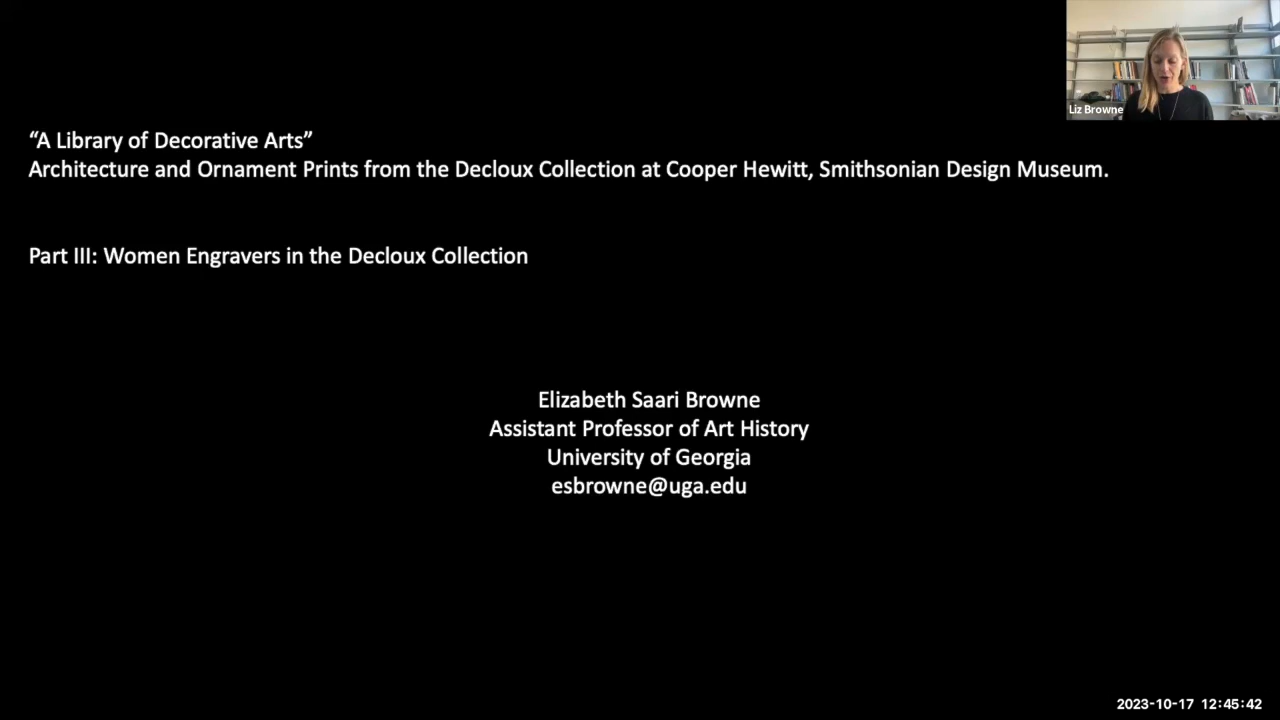 Liz Browne
“A Library of Decorative Arts”
Architecture and Ornament Prints from the Decloux Collection at Cooper Hewitt, Smithsonian Design Museum.
Part III: Women Engravers in the Decloux Collection
Elizabeth Saari Browne
Assistant Professor of Art History
University of Georgia
esbrowne@uga.edu
2023-10-17 12:45:42